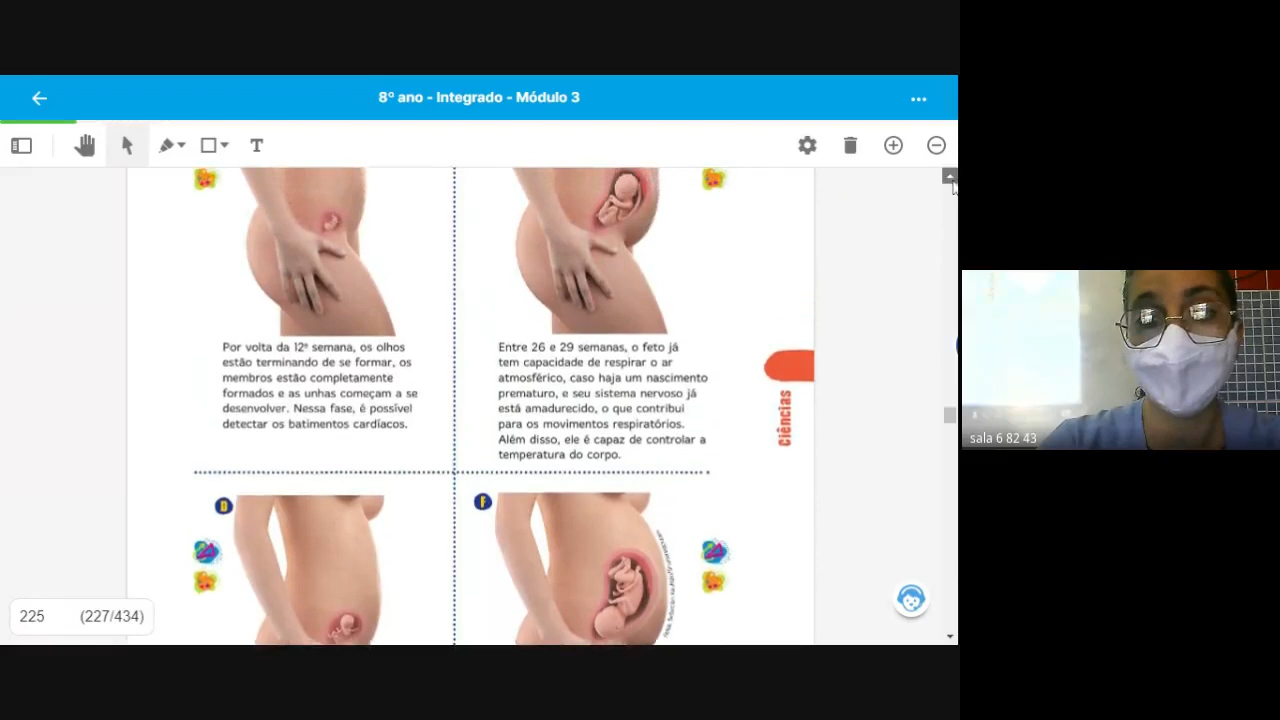 8º ano - Integrado - Módulo 3
T
Por volta da 12ª semana, os olhos
estão terminando de se formar, os
membros estão completamente
formados e as unhas começam a se
desenvolver. Nessa fase, é possível
detectar os batimentos cardíacos.
Entre 26 e 29 semanas, o feto já
tem capacidade de respirar o ar
atmosférico, caso haja um nascimento
prematuro, e seu sistema nervoso já
está amadurecido, o que contribui
para os movimentos respiratórios.
Além disso, ele é capaz de controlar a
temperatura do corpo.
Ciências
D
F
225 (227/434)
sala 6 82 43